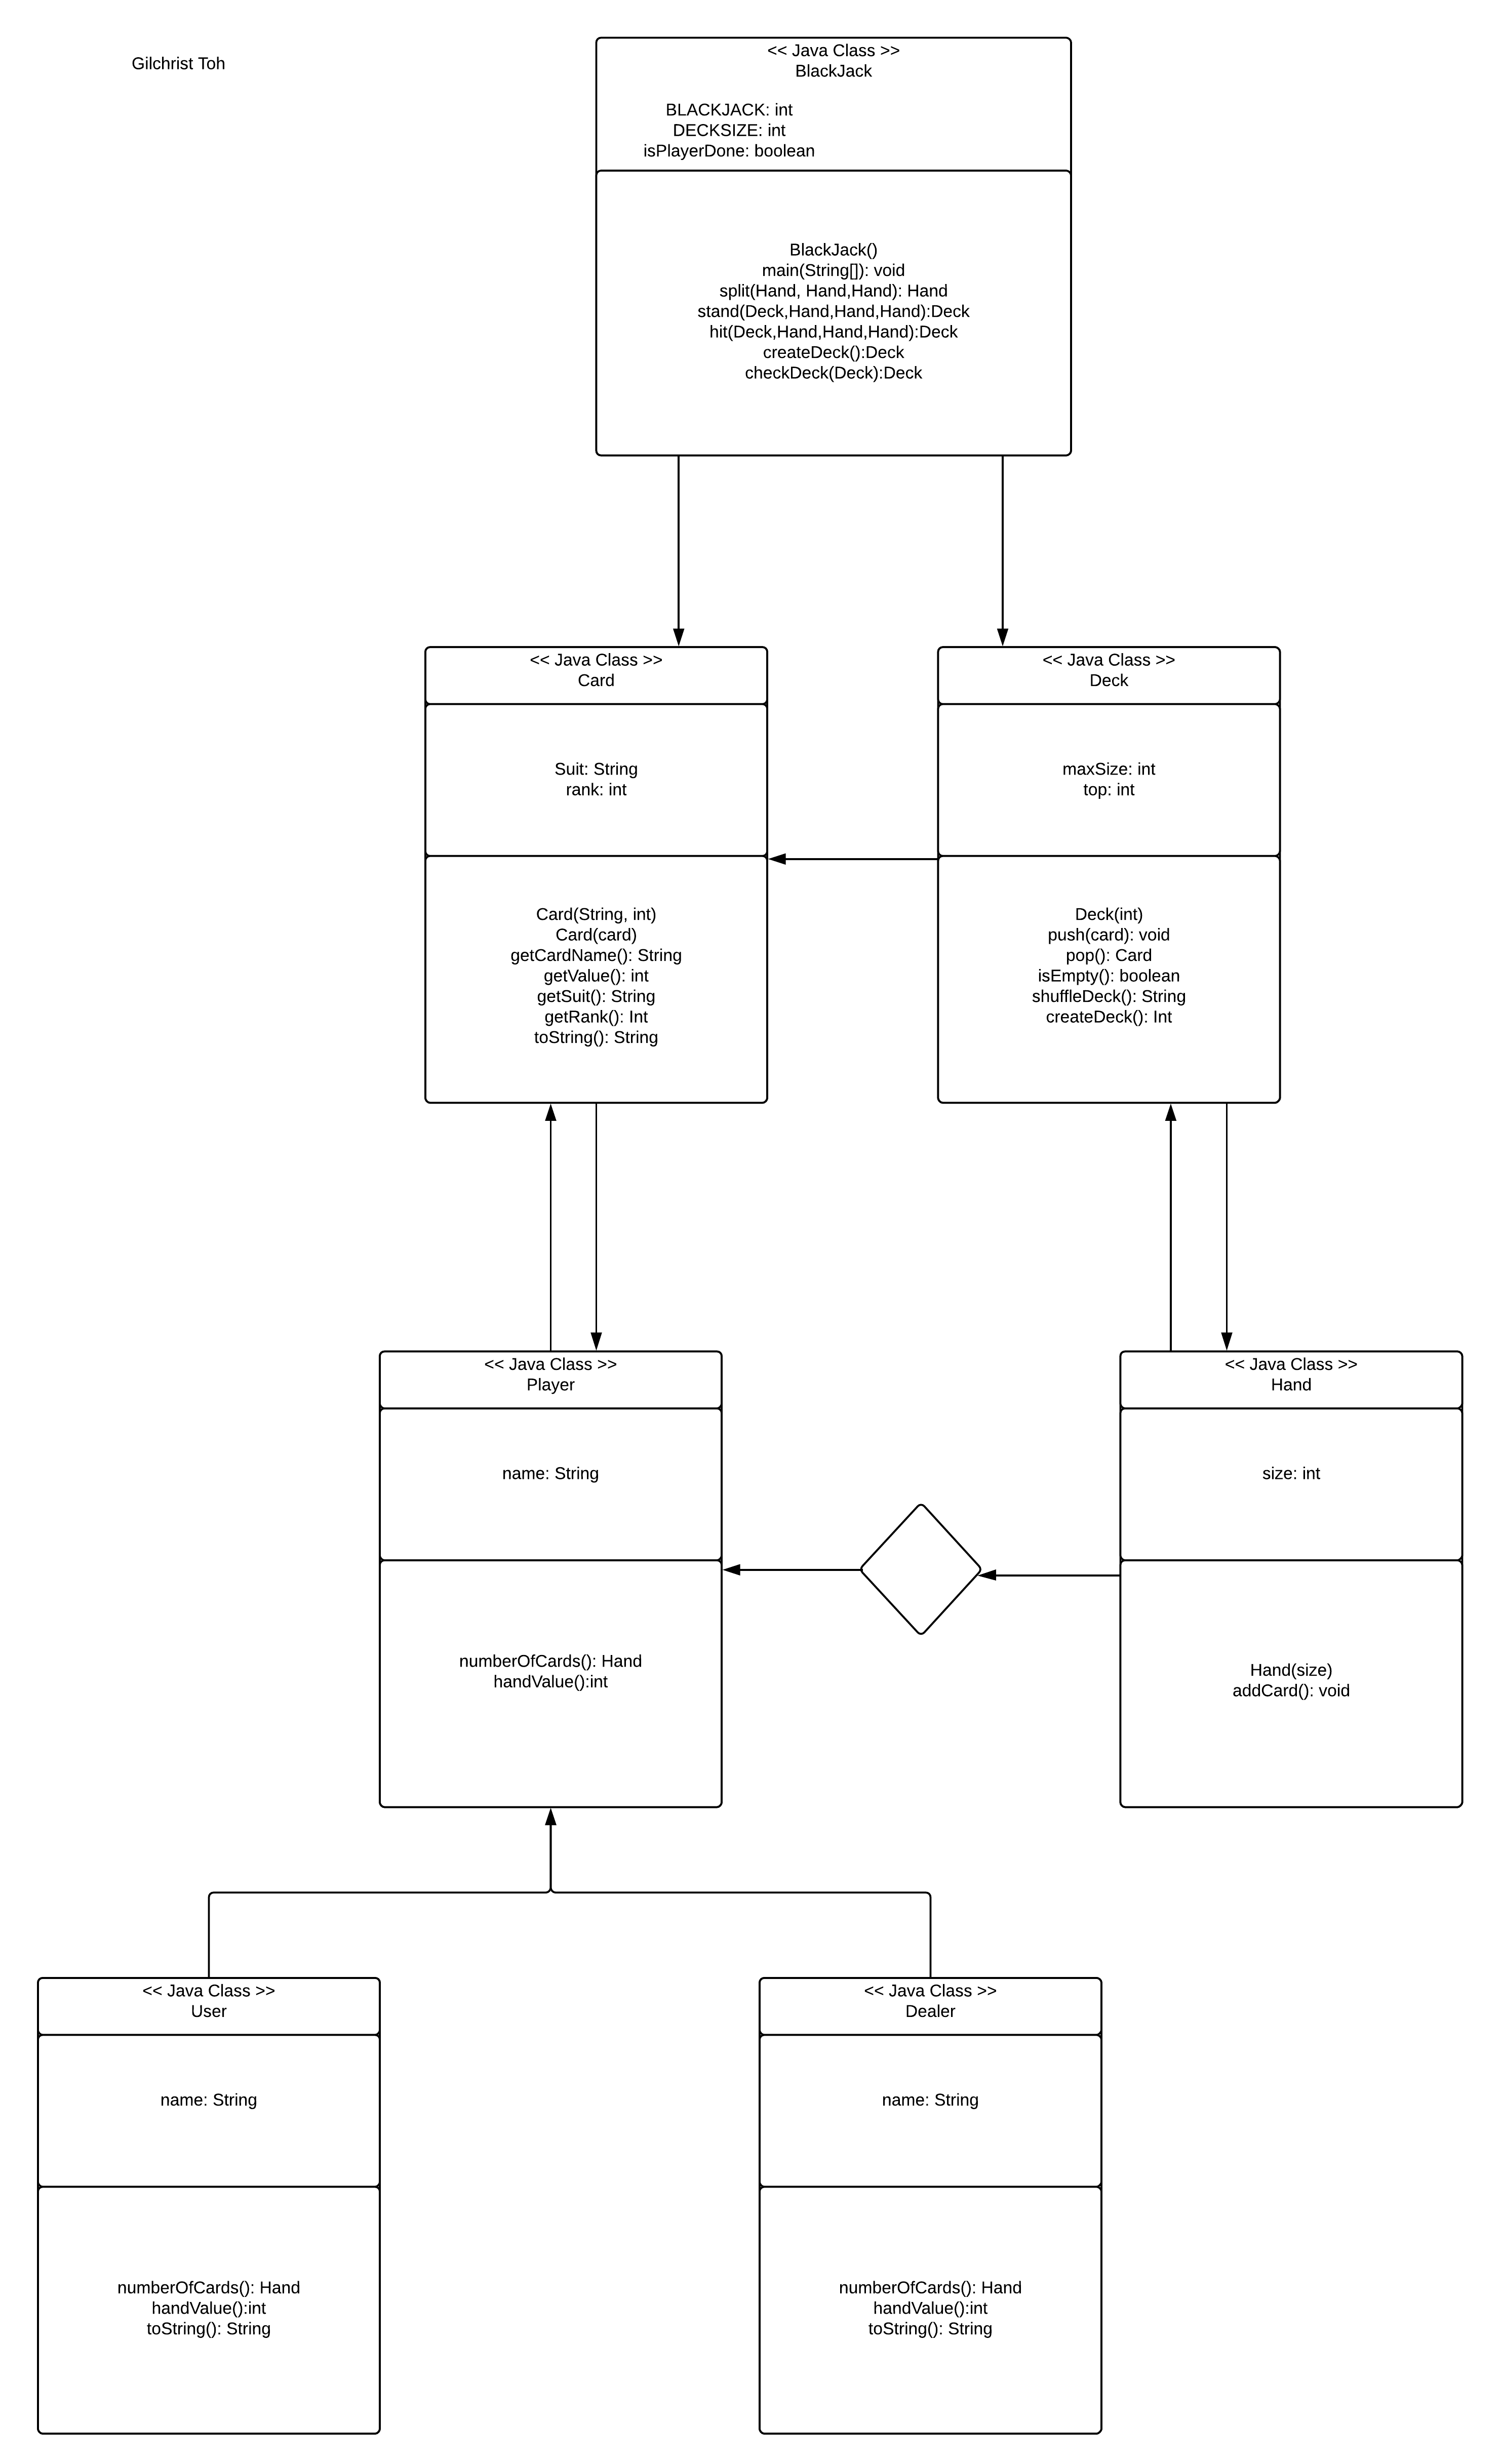 Gilchrist Toh
<< Java Class >>
BlackJack
BLACKJACK: int
DECKSIZE: int
isPlayerDone: boolean
BlackJack()
main(String[]): void
split(Hand, Hand,Hand): Hand
stand(Deck,Hand,Hand,Hand):Deck
hit(Deck,Hand,Hand,Hand):Deck
createDeck():Deck
checkDeck(Deck):Deck
<< Java Class >>
Card
Suit: String
rank: int
Card(String, int)
Card(card)
getCardName(): String
getValue(): int
getSuit(): String
getRank(): Int
toString(): String
<< Java Class >>
Deck
maxSize: int
top: int
Deck(int)
push(card): void
pop(): Card
isEmpty(): boolean
shuffleDeck(): String
createDeck(): Int
<< Java Class >>
Player
name: String
numberOfCards(): Hand
handValue():int
<< Java Class >>
Hand
size: int
Hand(size)
addCard(): void
<< Java Class >>
User
name: String
numberOfCards(): Hand
handValue():int
toString(): String
<< Java Class >>
Dealer
name: String
numberOfCards(): Hand
handValue():int
toString(): String